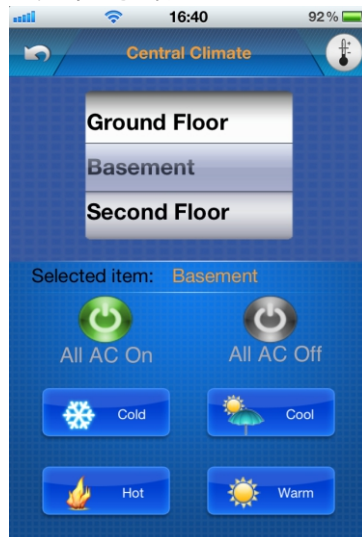 16:40 92%
Central Climate
Ground Floor
Basement
Second Floor
Selected item: Basement
All AC On All AC Off
Cold Cool
Hot Warm